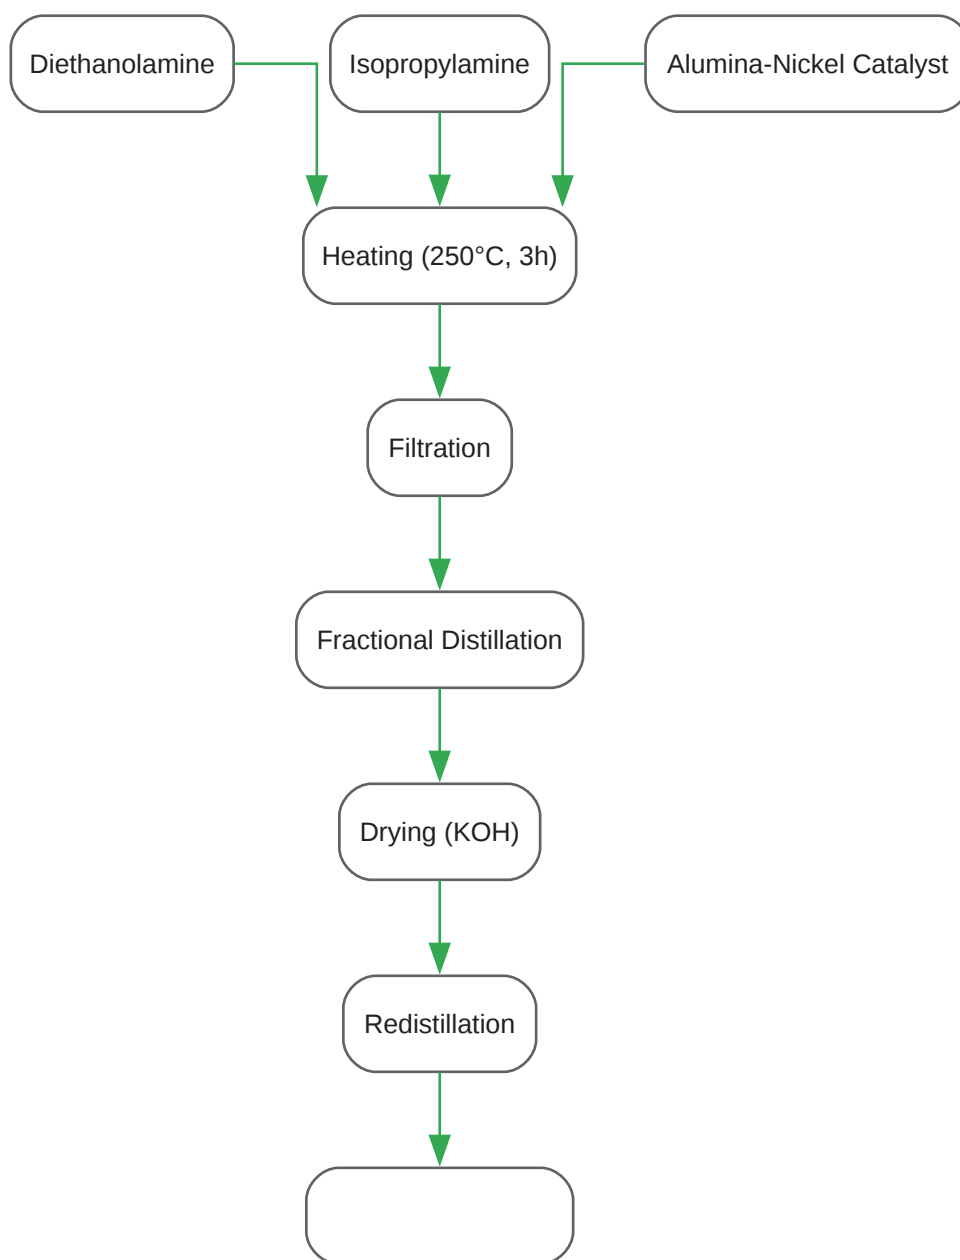 Diethanolamine
Isopropylamine
Alumina-Nickel Catalyst
Heating (250°C, 3h)
Filtration
Fractional Distillation
Drying (KOH)
Redistillation